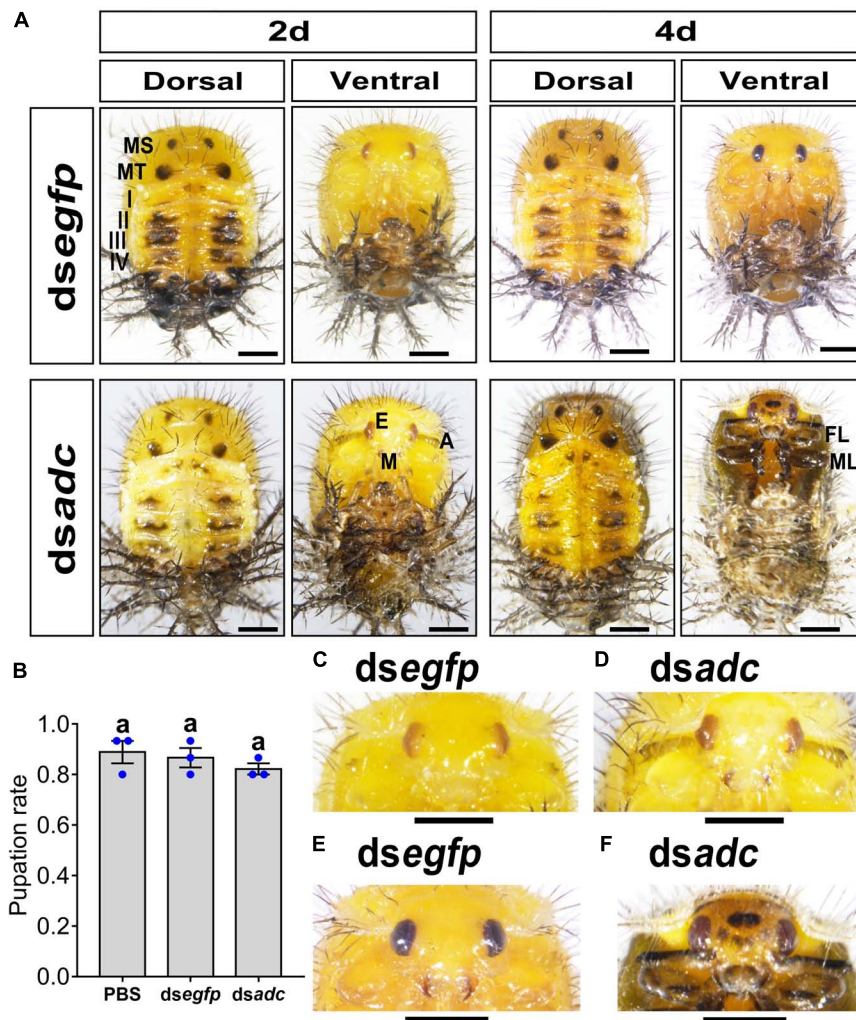 A
2d
4d
Dorsal
Ventral
Dorsal
Ventral
dsegfp
MS
MT
I
II
III
IV
dsadc
E
A
M
FL
ML
B
Pupation rate
1.0
0.8
0.6
0.4
0.2
0.0
a
a
a
PBS
dsegfp
dsadc
C
dsegfp
D
dsadc
E
dsegfp
F
dsadc